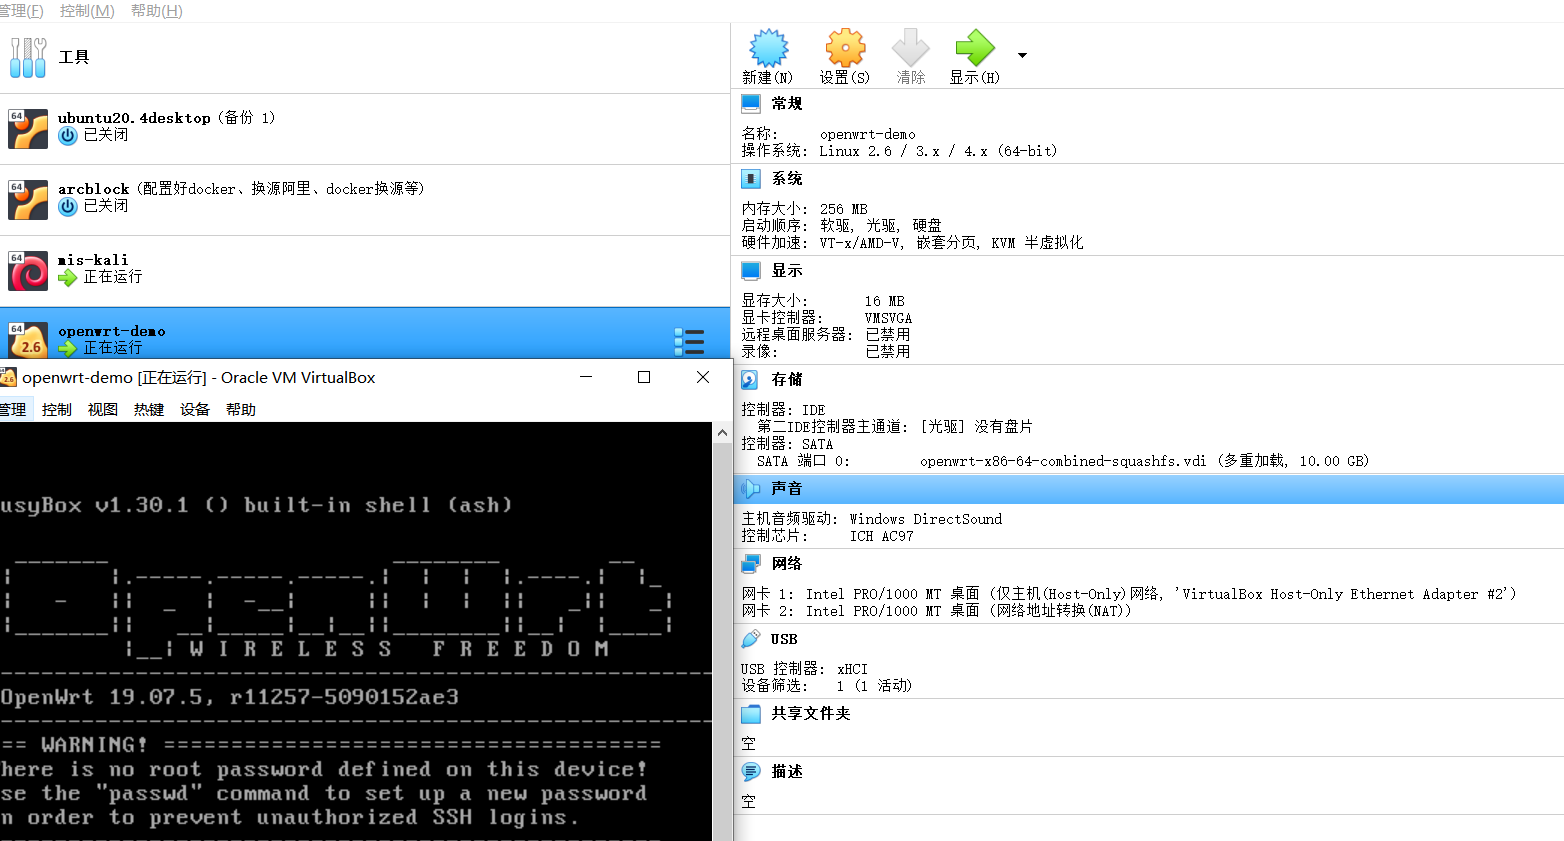 管理(F) 控制(M) 帮助(H)
工具
64
ubuntu20.4desktop (备份 1)
已关闭
64
arcblock (配置好docker、换源阿里、docker换源等)
已关闭
64
mis-kali
正在运行
64
2.6
openwrt-demo
正在运行
新建(N) 设置(S) 清除 显示(H)
常规
名称: openwrt-demo
操作系统: Linux 2.6 / 3.x / 4.x (64-bit)
系统
内存大小: 256 MB
启动顺序: 软驱, 光驱, 硬盘
硬件加速: VT-x/AMD-V, 嵌套分页, KVM 半虚拟化
显示
显存大小: 16 MB
显卡控制器: VMSVGA
远程桌面服务器: 已禁用
录像: 已禁用
存储
控制器: IDE
第二IDE控制器主通道: [光驱] 没有盘片
控制器: SATA
SATA 端口 0: openwrt-x86-64-combined-squashfs.vdi (多重加载, 10.00 GB)
声音
主机音频驱动: Windows DirectSound
控制芯片: ICH AC97
网络
网卡 1: Intel PRO/1000 MT 桌面 (仅主机(Host-Only)网络, 'VirtualBox Host-Only Ethernet Adapter #2')
网卡 2: Intel PRO/1000 MT 桌面 (网络地址转换(NAT))
USB
USB 控制器: xHCI
设备筛选: 1 (1 活动)
共享文件夹
空
描述
空
2.6
openwrt-demo [正在运行] - Oracle VM VirtualBox
管理 控制 视图 热键 设备 帮助
usyBox v1.30.1 () built-in shell (ash)
OpenWrt
W I R E L E S S   F R E E D O M
OpenWrt 19.07.5, r11257-5090152ae3
== WARNING! =====================================
here is no root password defined on this device!
se the "passwd" command to set up a new password
n order to prevent unauthorized SSH logins.